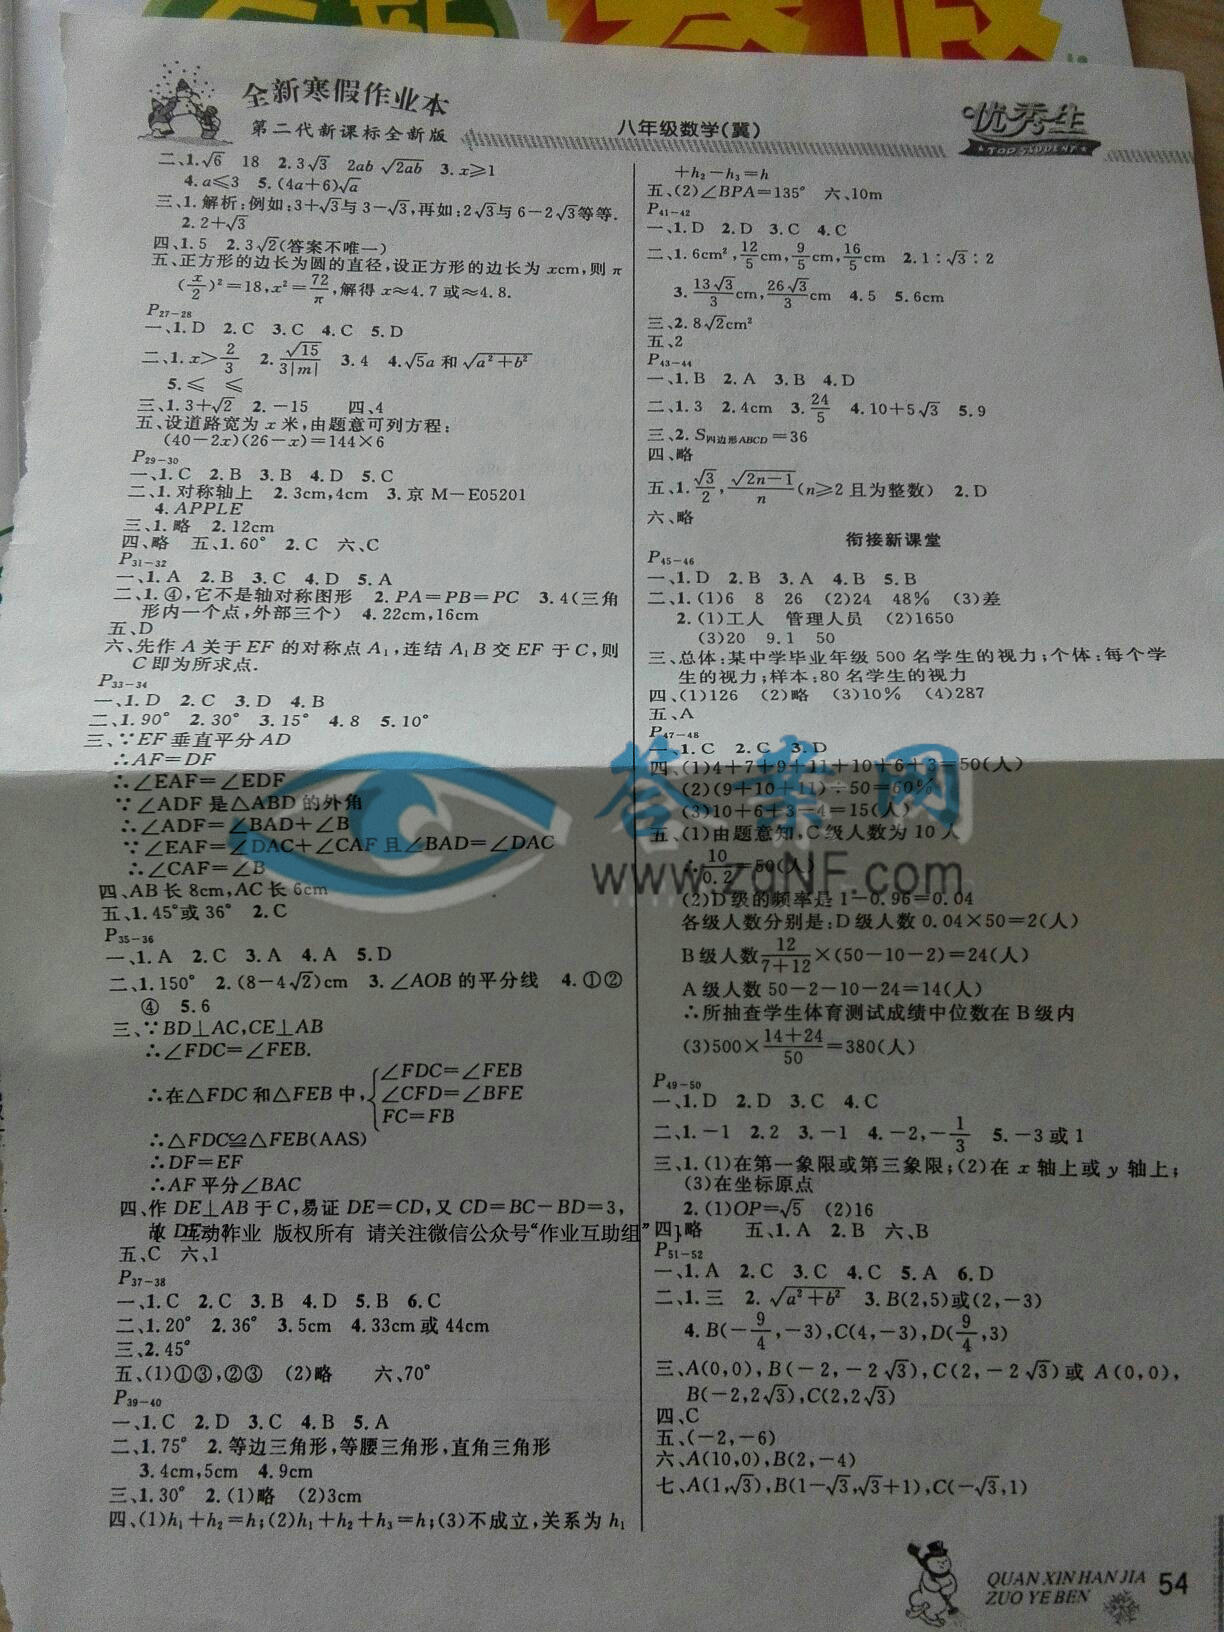 全新寒假作业本
第二代新课标全新版
八年级数学(冀)
优秀生
TOP STUDENT
二、1.√6 18 2.3√3 2ab √(2ab) 3.x≥1
4.a≤3 5.(4a+6)√a
三、1.解析:例如:3+√3与3-√3,再如:2√3与6-2√3等等.
2.2+√3
四、1.5 2.3√2(答案不唯一)
五、正方形的边长为圆的直径,设正方形的边长为xcm,则π
(x/2)²=18,x²=72/π,解得x≈4.7或≈4.8.
P27-28
一、1.D 2.C 3.C 4.C 5.D
二、1.x>2/3 2.√15/3|m| 3.4 4.√5a和√(a²+b²)
5.≤ ≤
三、1.3+√2 2.-15 四、4
五、设道路宽为x米,由题意可列方程:
(40-2x)(26-x)=144×6
P29-30
一、1.C 2.B 3.B 4.D 5.C
二、1.对称轴上 2.3cm,4cm 3.京M-E05201
4.APPLE
三、1.略 2.12cm
四、略 五、1.60° 2.C 六、C
P31-32
一、1.A 2.B 3.C 4.D 5.A
二、1.④,它不是轴对称图形 2.PA=PB=PC 3.4(三角
形内一个点,外部三个) 4.22cm,16cm
五、D
六、先作A关于EF的对称点A₁,连结A₁B交EF于C,则
C即为所求点.
P33-34
一、1.D 2.C 3.D 4.B
二、1.90° 2.30° 3.15° 4.8 5.10°
三、∵EF垂直平分AD
∴AF=DF
∴∠EAF=∠EDF
∵∠ADF是△ABD的外角
∴∠ADF=∠BAD+∠B
∵∠EAF=∠DAC+∠CAF且∠BAD=∠DAC
∴∠CAF=∠B
四、AB长8cm,AC长6cm
五、1.45°或36° 2.C
P35-36
一、1.A 2.C 3.A 4.A 5.D
二、1.150° 2.(8-4√2)cm 3.∠AOB的平分线 4.①②
④ 5.6
三、∵BD⊥AC,CE⊥AB
∴∠FDC=∠FEB.
∴在△FDC和△FEB中,{∠FDC=∠FEB
∠CFD=∠BFE
FC=FB
∴△FDC≌△FEB(AAS)
∴DF=EF
∴AF平分∠BAC
四、作DE⊥AB于C,易证DE=CD,又CD=BC-BD=3,
故DE=3
互动作业 版权所有 请关注微信公众号“作业互助组”
五、C 六、1
P37-38
一、1.C 2.C 3.B 4.D 5.B 6.C
二、1.20° 2.36° 3.5cm 4.33cm或44cm
三、2.45°
五、(1)①③,②③ (2)略 六、70°
P39-40
一、1.C 2.D 3.C 4.B 5.A
二、1.75° 2.等边三角形,等腰三角形,直角三角形
3.4cm,5cm 4.9cm
三、1.30° 2.(1)略 (2)3cm
四、(1)h₁+h₂=h;(2)h₁+h₂+h₃=h;(3)不成立,关系为h₁
+h₂-h₃=h
五、(2)∠BPA=135° 六、10m
P41-42
一、1.D 2.D 3.C 4.C
二、1.6cm²,12/5cm,9/5cm,16/5cm 2.1:√3:2
3.13√3/3cm,26√3/3cm 4.5 5.6cm
三、2.8√2cm²
五、2
P43-44
一、1.B 2.A 3.B 4.D
二、1.3 2.4cm 3.24/5 4.10+5√3 5.9
三、2.S四边形ABCD=36
四、略
五、1.√3/2,√(2n-1)/n(n≥2且为整数) 2.D
六、略
衔接新课堂
P45-46
一、1.D 2.B 3.A 4.B 5.B
二、1.(1)6 8 26 (2)24 48% (3)差
2.(1)工人 管理人员 (2)1650
(3)20 9.1 50
三、总体:某中学毕业年级500名学生的视力;个体:每个学
生的视力;样本:80名学生的视力
四、(1)126 (2)略 (3)10% (4)287
五、A
P47-48
一、1.C 2.C 3.D
四、(1)4+7+9+11+10+6+3=50(人)
(2)(9+10+11)÷50=60%
(3)10+6+3-4=15(人)
五、(1)由题意知,C级人数为10人
∴10/0.2=50(人)
(2)D级的频率是1-0.96=0.04
各级人数分别是:D级人数0.04×50=2(人)
B级人数12/(7+12)×(50-10-2)=24(人)
A级人数50-2-10-24=14(人)
∴所抽查学生体育测试成绩中位数在B级内
(3)500×(14+24)/50=380(人)
P49-50
一、1.D 2.D 3.C 4.C
二、1.-1 2.2 3.-1 4.-2,-1/3 5.-3或1
三、1.(1)在第一象限或第三象限;(2)在x轴上或y轴上;
(3)在坐标原点
2.(1)OP=√5 (2)16
四、略 五、1.A 2.B 六、B
P51-52
一、1.A 2.C 3.C 4.C 5.A 6.D
二、1.三 2.√(a²+b²) 3.B(2,5)或(2,-3)
4.B(-9/4,-3),C(4,-3),D(9/4,3)
三、A(0,0),B(-2,-2√3),C(2,-2√3)或A(0,0),
B(-2,2√3),C(2,2√3)
四、C
五、(-2,-6)
六、A(10,0),B(2,-4)
七、A(1,√3),B(1-√3,√3+1),C(-√3,1)
答案网
www.zqNF.com
QUAN XIN HAN JIA
ZUO YE BEN
54